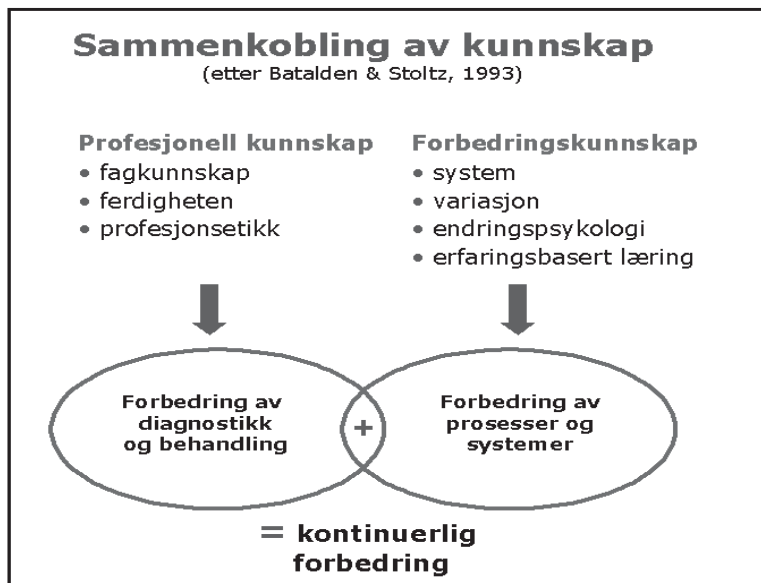 Sammenkobling av kunnskap
(etter Batalden & Stoltz, 1993)
Profesjonell kunnskap
• fagkunnskap
• ferdigheten
• profesjonsetikk
Forbedringskunnskap
• system
• variasjon
• endringspsykologi
• erfaringsbasert læring
Forbedring av
diagnostikk
og behandling
+
Forbedring av
prosesser og
systemer
= kontinuerlig
forbedring